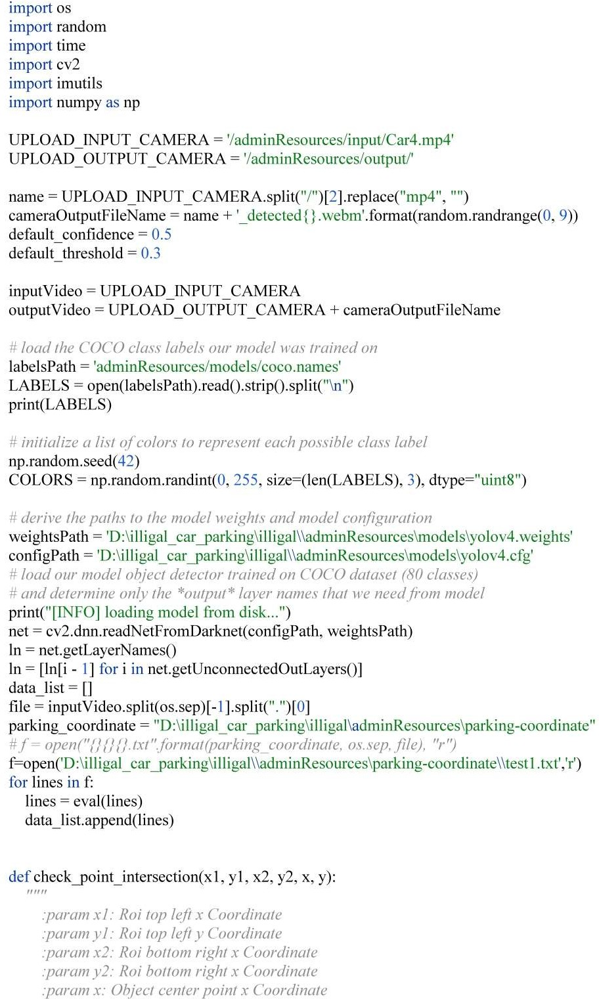 import os
import random
import time
import cv2
import imutils
import numpy as np

UPLOAD_INPUT_CAMERA = '/adminResources/input/Car4.mp4'
UPLOAD_OUTPUT_CAMERA = '/adminResources/output/'

name = UPLOAD_INPUT_CAMERA.split("/")[2].replace("mp4", "")
cameraOutputFileName = name + '_detected{}.webm'.format(random.randrange(0, 9))
default_confidence = 0.5
default_threshold = 0.3

inputVideo = UPLOAD_INPUT_CAMERA
outputVideo = UPLOAD_OUTPUT_CAMERA + cameraOutputFileName

# load the COCO class labels our model was trained on
labelsPath = 'adminResources/models/coco.names'
LABELS = open(labelsPath).read().strip().split("\n")
print(LABELS)

# initialize a list of colors to represent each possible class label
np.random.seed(42)
COLORS = np.random.randint(0, 255, size=(len(LABELS), 3), dtype="uint8")

# derive the paths to the model weights and model configuration
weightsPath = 'D:\illigal_car_parking\illigal\\adminResources\models\yolov4.weights'
configPath = 'D:\illigal_car_parking\illigal\\adminResources\models\yolov4.cfg'
# load our model object detector trained on COCO dataset (80 classes)
# and determine only the *output* layer names that we need from model
print("[INFO] loading model from disk...")
net = cv2.dnn.readNetFromDarknet(configPath, weightsPath)
ln = net.getLayerNames()
ln = [ln[i - 1] for i in net.getUnconnectedOutLayers()]
data_list = []
file = inputVideo.split(os.sep)[-1].split(".")[0]
parking_coordinate = "D:\illigal_car_parking\illigal\adminResources\parking-coordinate"
# f = open("{}{}{}.txt".format(parking_coordinate, os.sep, file), "r")
f=open('D:\illigal_car_parking\illigal\\adminResources\parking-coordinate\\test1.txt','r')
for lines in f:
    lines = eval(lines)
    data_list.append(lines)


def check_point_intersection(x1, y1, x2, y2, x, y):
    """
        :param x1: Roi top left x Coordinate
        :param y1: Roi top left y Coordinate
        :param x2: Roi bottom right x Coordinate
        :param y2: Roi bottom right x Coordinate
        :param x: Object center point x Coordinate